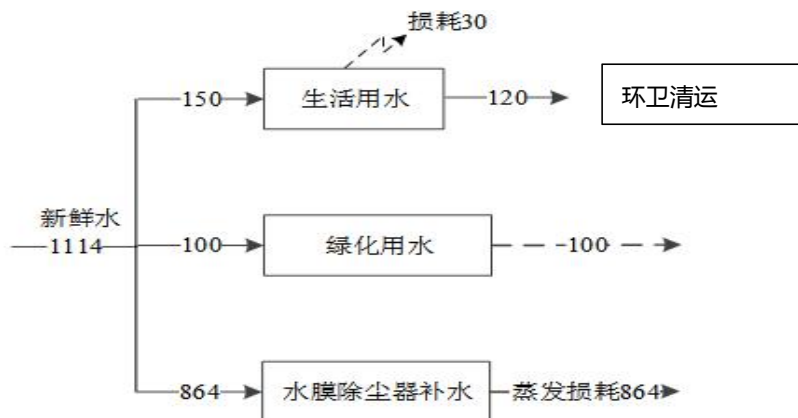 损耗30
150
生活用水
120
环卫清运
新鲜水
1114
100
绿化用水
100
864
水膜除尘器补水
蒸发损耗864